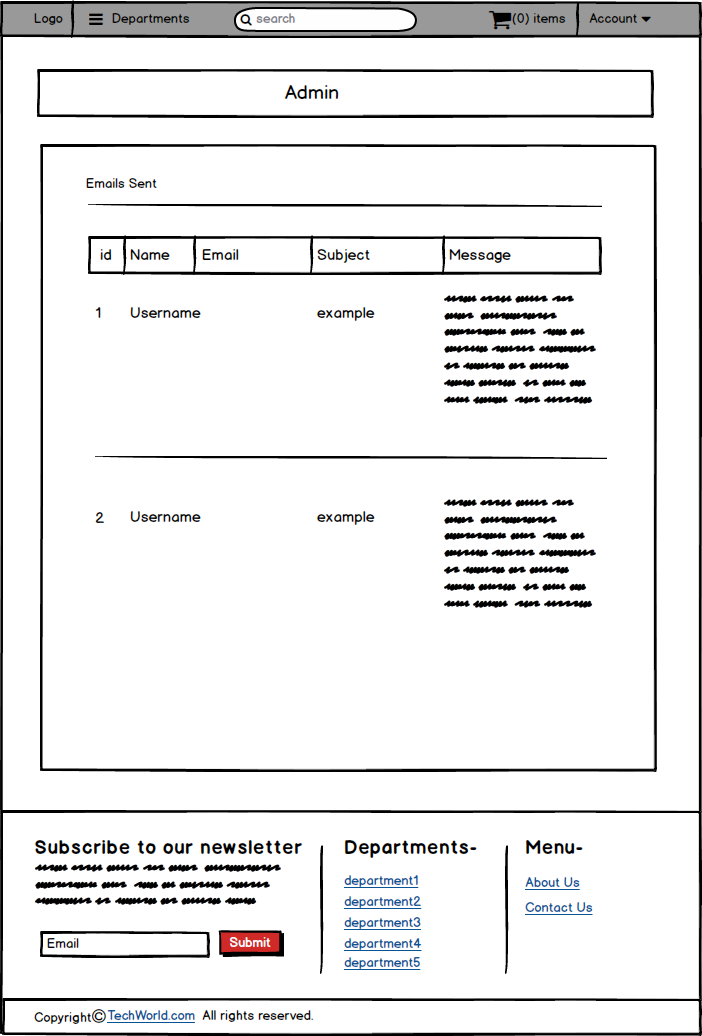 Logo Departments search (0) items Account
Admin
Emails Sent
id Name Email Subject Message
1 Username example
2 Username example
Subscribe to our newsletter
Departments-
department1
department2
department3
department4
department5
Menu-
About Us
Contact Us
Email Submit
Copyright© TechWorld.com All rights reserved.